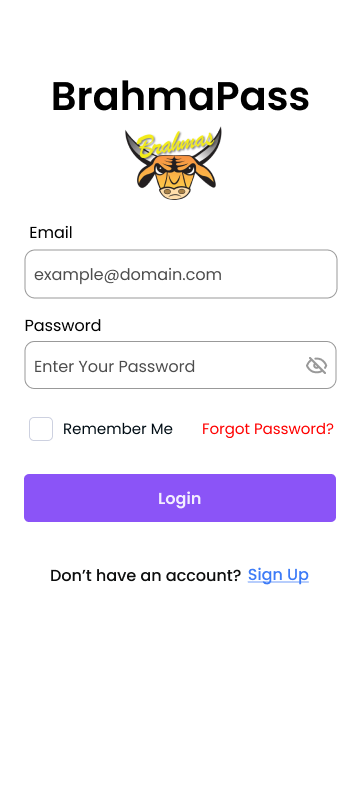 BrahmaPass
Brahmas
Email
example@domain.com
Password
Enter Your Password
Remember Me Forgot Password?
Login
Don’t have an account? Sign Up